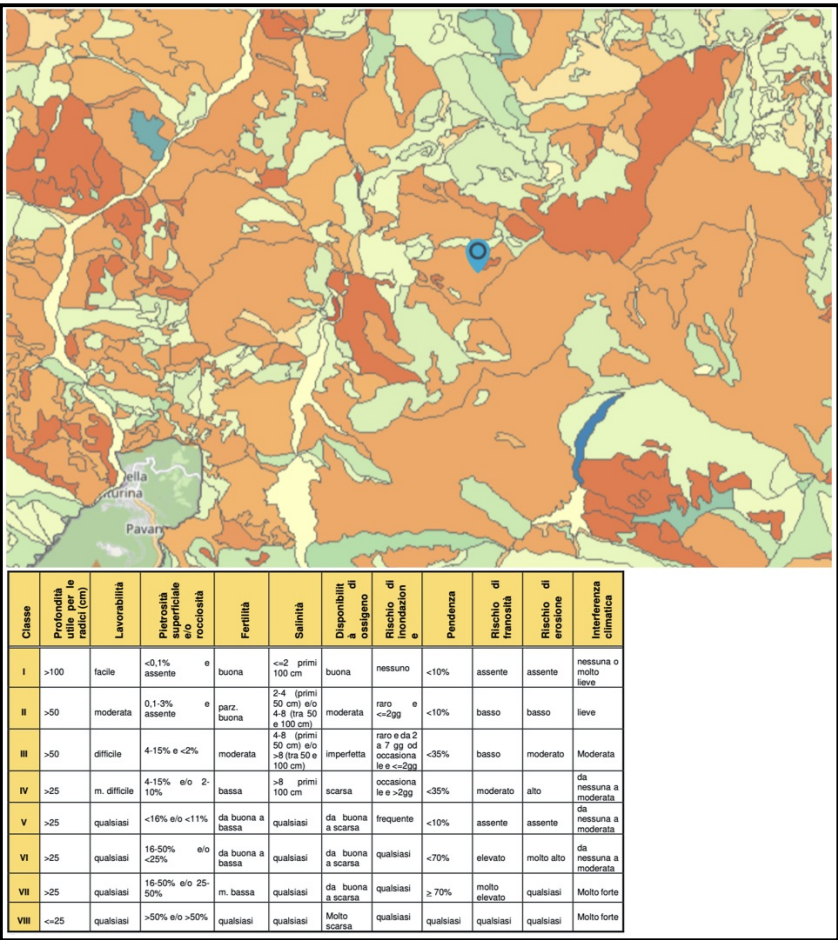 ella
turina
Pavan
Classe
Profondità
utile per le
radici (cm)
Lavorabilità
Pietrosità
superficiale
e/o
rocciosità
Fertilità
Salinità
Disponibilit
à di
ossigeno
Rischio di
inondazion
e
Pendenza
Rischio di
franosità
Rischio di
erosione
Interferenza
climatica
I
>100
facile
<0,1% e
assente
buona
<=2 primi
100 cm
buona
nessuno
<10%
assente
assente
nessuna o
molto
lieve
II
>50
moderata
0,1-3% e
assente
parz.
buona
2-4 (primi
50 cm) e/o
4-8 (tra 50
e 100 cm)
moderata
raro e
<=2gg
<10%
basso
basso
lieve
III
>50
difficile
4-15% e <2%
moderata
4-8 (primi
50 cm) e/o
>8 (tra 50 e
100 cm)
imperfetta
raro e da 2
a 7 gg od
occasiona
le e <=2gg
<35%
basso
moderato
Moderata
IV
>25
m. difficile
4-15% e/o 2-
10%
bassa
>8 primi
100 cm
scarsa
occasiona
le e >2gg
<35%
moderato
alto
da
nessuna a
moderata
V
>25
qualsiasi
<16% e/o <11%
da buona a
bassa
qualsiasi
da buona
a scarsa
frequente
<10%
assente
assente
da
nessuna a
moderata
VI
>25
qualsiasi
16-50% e/o
<25%
da buona a
bassa
qualsiasi
da buona
a scarsa
qualsiasi
<70%
elevato
molto alto
da
nessuna a
moderata
VII
>25
qualsiasi
16-50% e/o 25-
50%
m. bassa
qualsiasi
da buona
a scarsa
qualsiasi
≥ 70%
molto
elevato
qualsiasi
Molto forte
VIII
<=25
qualsiasi
>50% e/o >50%
qualsiasi
qualsiasi
Molto
scarsa
qualsiasi
qualsiasi
qualsiasi
qualsiasi
Molto forte